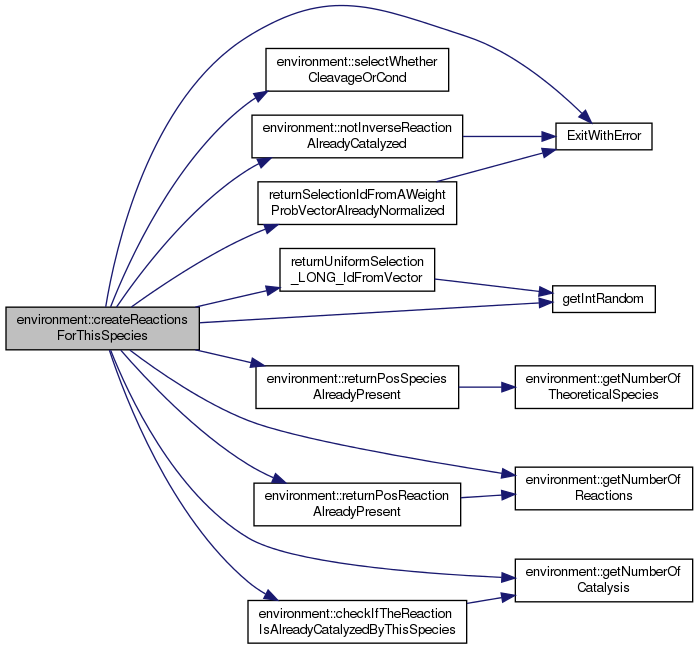 environment::selectWhether
CleavageOrCond
environment::notInverseReaction
AlreadyCatalyzed
ExitWithError
returnSelectionIdFromAWeight
ProbVectorAlreadyNormalized
returnUniformSelection
_LONG_IdFromVector
getIntRandom
environment::createReactions
ForThisSpecies
environment::returnPosSpecies
AlreadyPresent
environment::getNumberOf
TheoreticalSpecies
environment::returnPosReaction
AlreadyPresent
environment::getNumberOf
Reactions
environment::getNumberOf
Catalysis
environment::checkIfTheReaction
IsAlreadyCatalyzedByThisSpecies